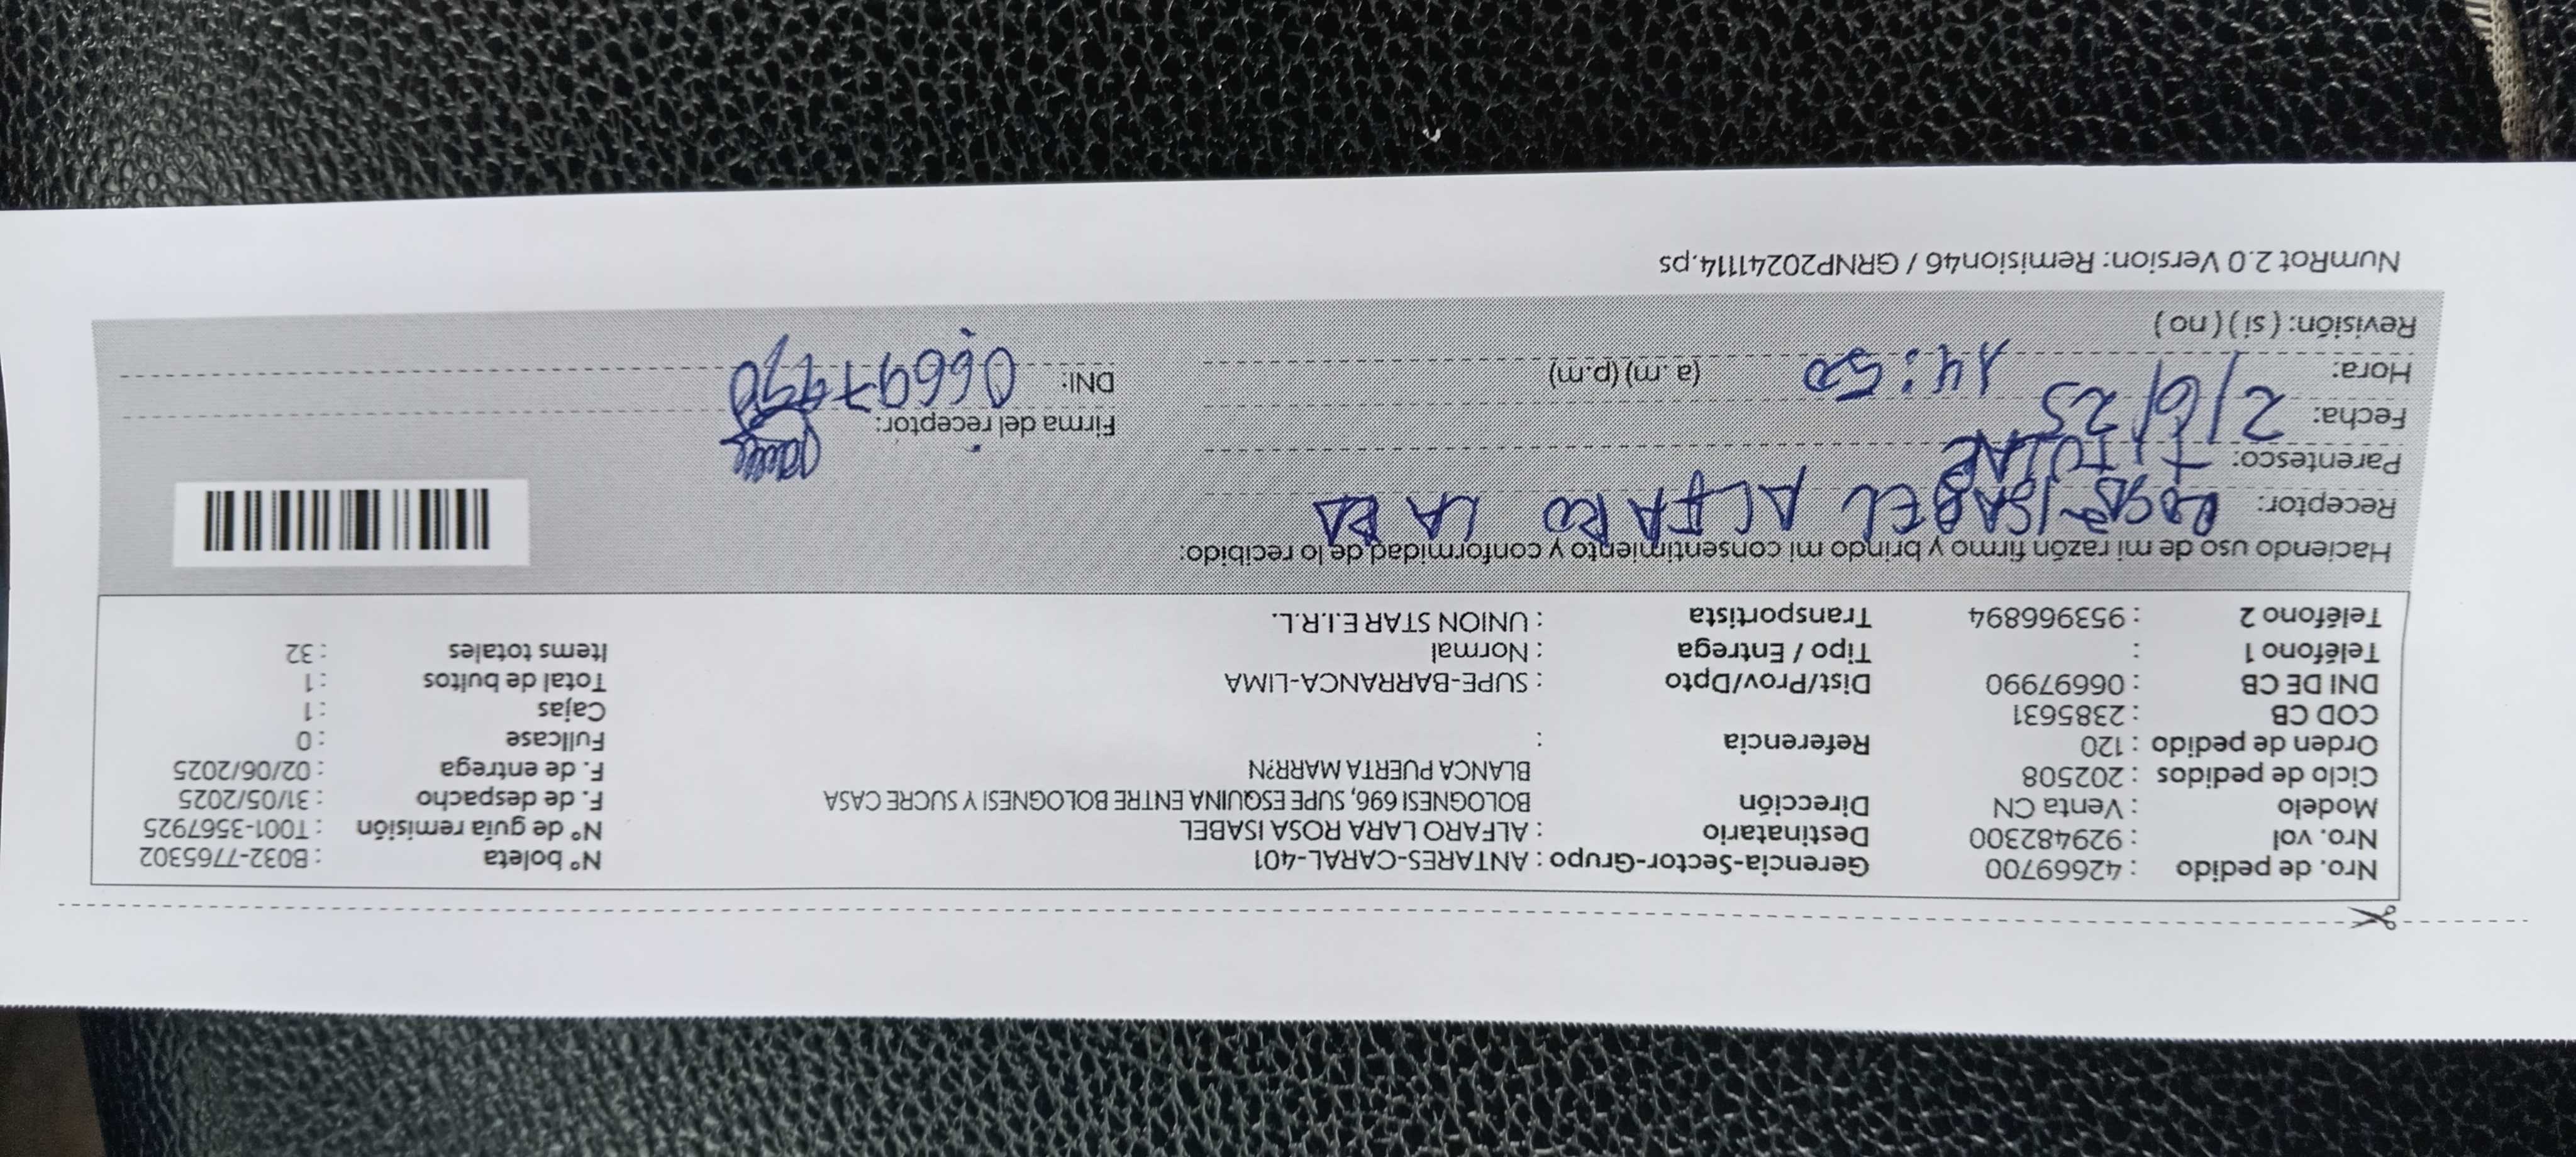 Nro. de pedido : 42669700 Gerencia-Sector-Grupo : ANTARES-CARAL-401 N° boleta : B032-7765302
Nro. vol : 929482300 Destinatario : ALFARO LARA ROSA ISABEL N° de guía remisión : T001-3567925
Modelo : Venta CN Dirección BOLOGNESI 696, SUPE ESQUINA ENTRE BOLOGNESI Y SUCRE CASA F. de despacho : 31/05/2025
Ciclo de pedidos : 202508 BLANCA PUERTA MARR?N F. de entrega : 02/06/2025
Orden de pedido : 120 Referencia : Fullcase : 0
COD CB : 2385631 Cajas : 1
DNI DE CB : 06697990 Dist/Prov/Dpto : SUPE-BARRANCA-LIMA Total de bultos : 1
Teléfono 1 : Tipo / Entrega : Normal Items totales : 32
Teléfono 2 : 953966894 Transportista : UNION STAR E.I.R.L.
Haciendo uso de mi razón firmo y brindo mi consentimiento y conformidad de lo recibido:
Receptor: ROSA ISABEL ALFARO LARA
Parentesco: TITULAR
Fecha: 2/6/25 Firma del receptor:
Hora: 14:50 (a.m) (p.m) DNI: 06697990
Revisión: ( si ) ( no )
NumRot 2.0 Version: Remision46 / GRNP20241114.ps